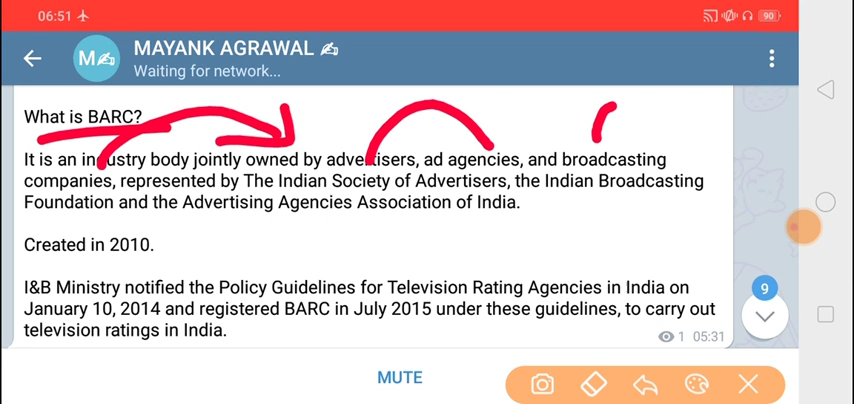 06:51
90
MAYANK AGRAWAL ✍
Waiting for network...
M✍
What is BARC?
It is an industry body jointly owned by advertisers, ad agencies, and broadcasting
companies, represented by The Indian Society of Advertisers, the Indian Broadcasting
Foundation and the Advertising Agencies Association of India.
Created in 2010.
I&B Ministry notified the Policy Guidelines for Television Rating Agencies in India on
January 10, 2014 and registered BARC in July 2015 under these guidelines, to carry out
television ratings in India.
1 05:31
9
MUTE